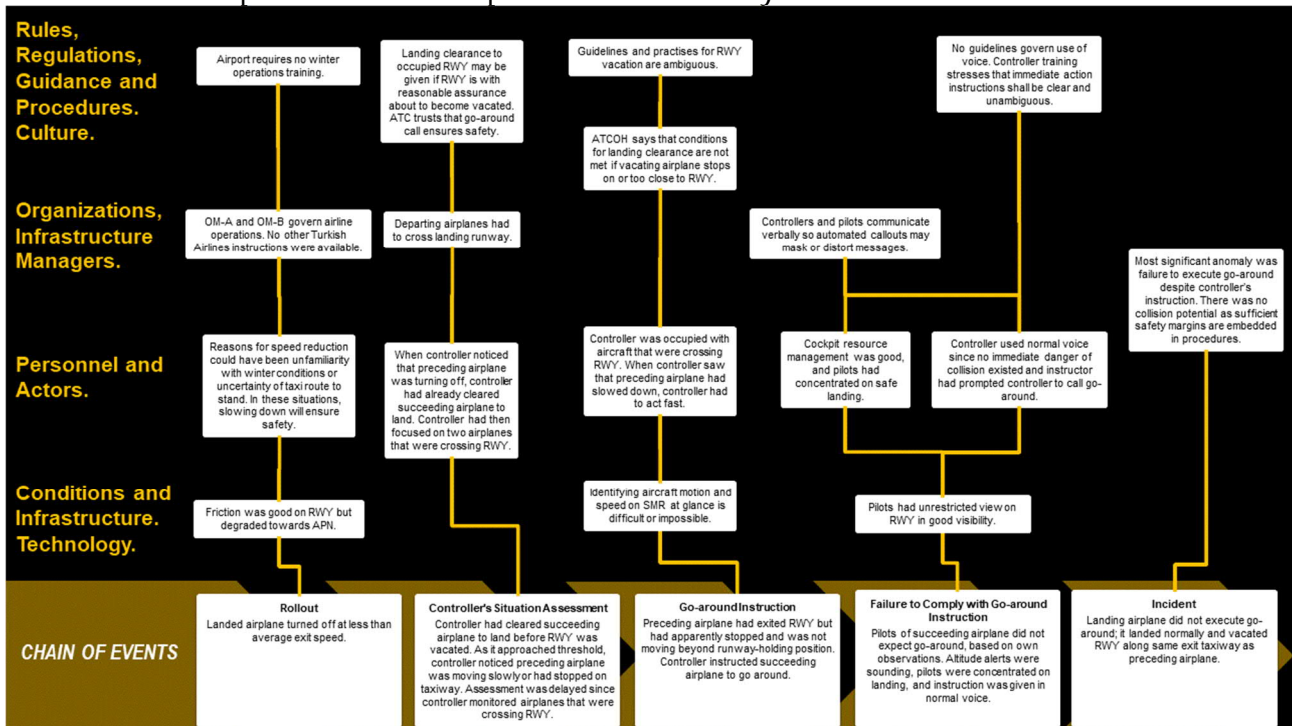 Rules,
Regulations,
Guidance and
Procedures.
Culture.
Airport requires no winter
operations training.
Landing clearance to
occupied RWY may be
given if RWY is with
reasonable assurance
about to become vacated.
ATC trusts that go-around
call ensures safety.
Guidelines and practises for RWY
vacation are ambiguous.
ATCOH says that conditions
for landing clearance are not
met if vacating airplane stops
on or too close to RWY.
No guidelines govern use of
voice. Controller training
stresses that immediate action
instructions shall be clear and
unambiguous.
Organizations,
Infrastructure
Managers.
OM-A and OM-B govern airline
operations. No other Turkish
Airlines instructions were available.
Departing airplanes had
to cross landing runway.
Controllers and pilots communicate
verbally so automated callouts may
mask or distort messages.
Most significant anomaly was
failure to execute go-around
despite controller's
instruction. There was no
collision potential as sufficient
safety margins are embedded
in procedures.
Personnel and
Actors.
Reasons for speed reduction
could have been unfamiliarity
with winter conditions or
uncertainty of taxi route to
stand. In these situations,
slowing down will ensure
safety.
When controller noticed
that preceding airplane
was turning off, controller
had already cleared
succeeding airplane to
land. Controller had then
focused on two airplanes
that were crossing RWY.
Controller was occupied with
aircraft that were crossing
RWY. When controller saw
that preceding airplane had
slowed down, controller had
to act fast.
Cockpit resource
management was good,
and pilots had
concentrated on safe
landing.
Controller used normal voice
since no immediate danger of
collision existed and instructor
had prompted controller to call go-
around.
Conditions and
Infrastructure.
Technology.
Friction was good on RWY but
degraded towards APN.
Identifying aircraft motion and
speed on SMR at glance is
difficult or impossible.
Pilots had unrestricted view on
RWY in good visibility.
CHAIN OF EVENTS
Rollout
Landed airplane turned off at less than
average exit speed.
Controller's Situation Assessment
Controller had cleared succeeding
airplane to land before RWY was
vacated. As it approached threshold,
controller noticed preceding airplane
was moving slowly or had stopped on
taxiway. Assessment was delayed since
controller monitored airplanes that were
crossing RWY.
Go-around Instruction
Preceding airplane had exited RWY but
had apparently stopped and was not
moving beyond runway-holding position.
Controller instructed succeeding
airplane to go around.
Failure to Comply with Go-around
Instruction
Pilots of succeeding airplane did not
expect go-around, based on own
observations. Altitude alerts were
sounding, pilots were concentrated on
landing, and instruction was given in
normal voice.
Incident
Landing airplane did not execute go-
around; it landed normally and vacated
RWY along same exit taxiway as
preceding airplane.